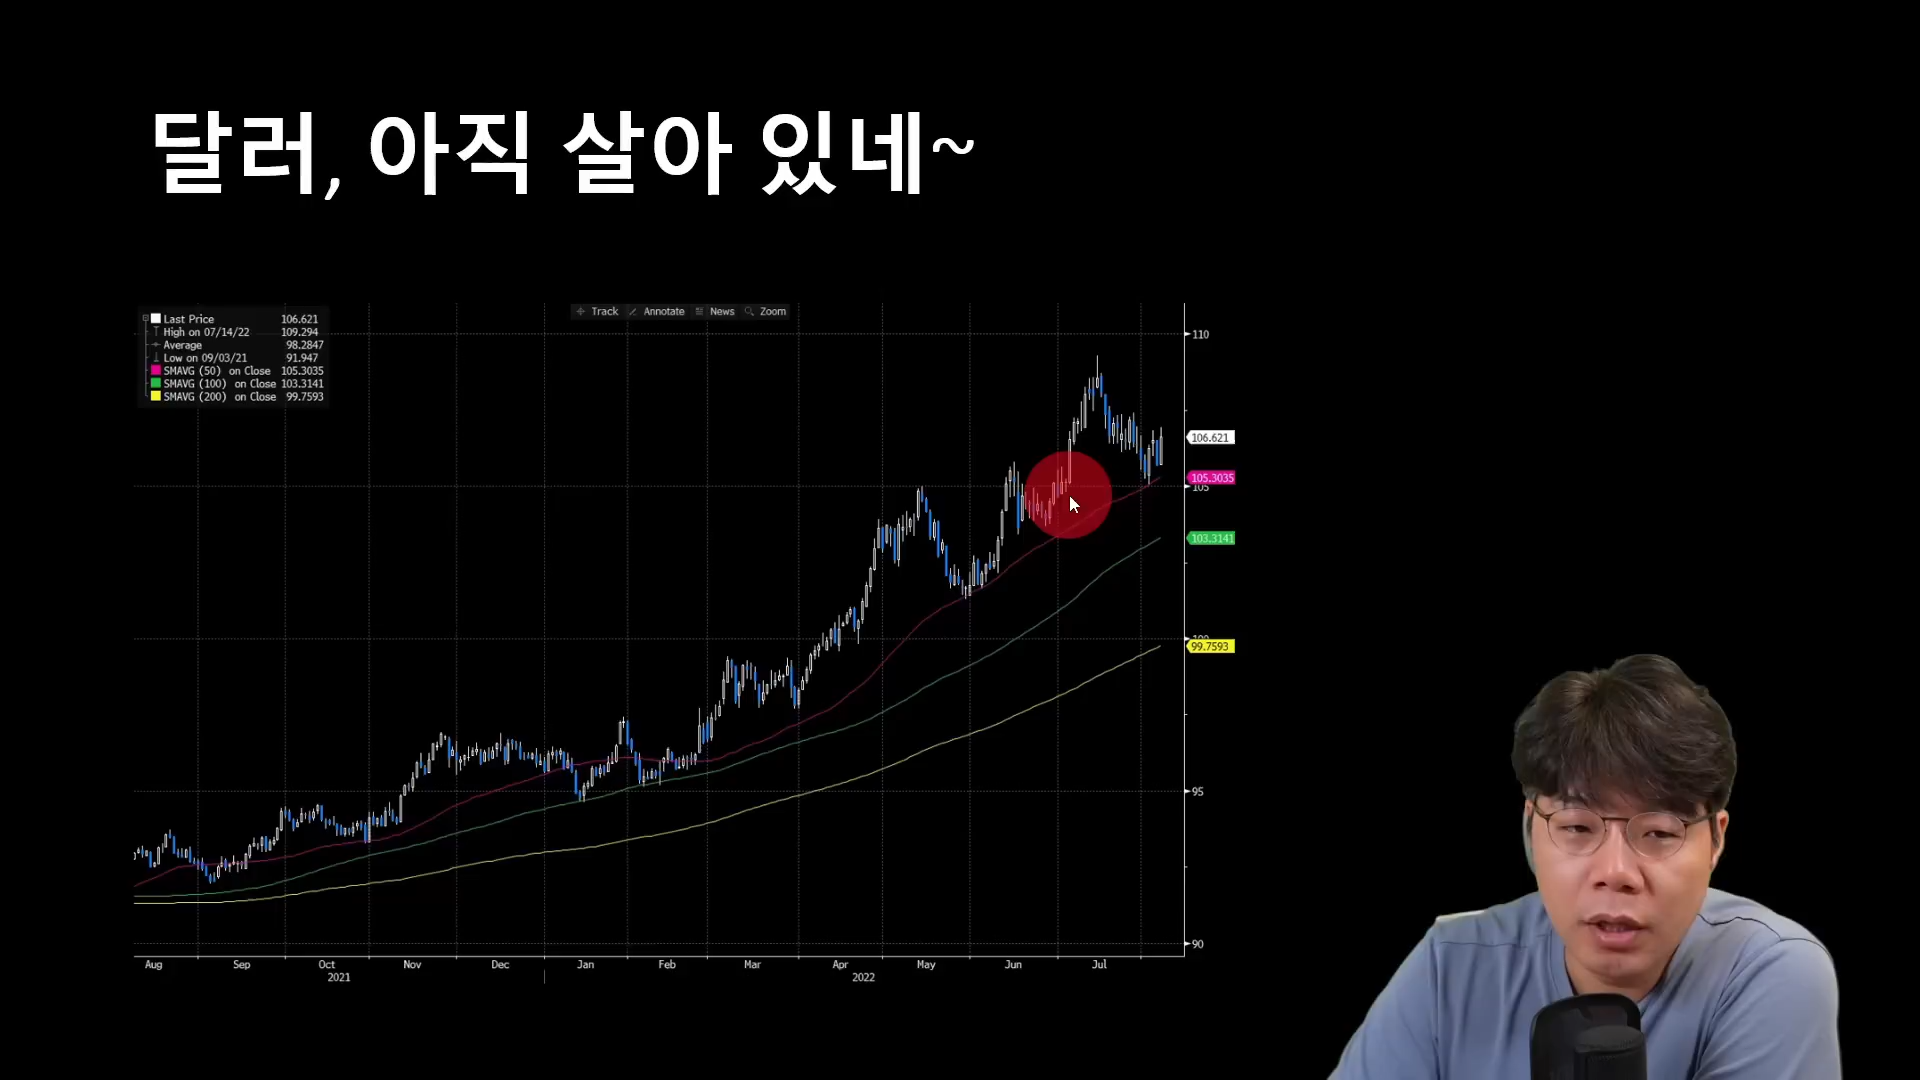 달러, 아직 살아 있네~
Track Annotate News Zoom
Last Price 106.621
High on 07/14/22 109.294
Average 98.2847
Low on 09/03/21 91.947
SMAVG (50) on Close 105.3035
SMAVG (100) on Close 103.3141
SMAVG (200) on Close 99.7593
110
106.621
105.3035
105
103.3141
100
99.7593
95
90
Aug Sep Oct Nov Dec Jan Feb Mar Apr May Jun Jul
2021 2022